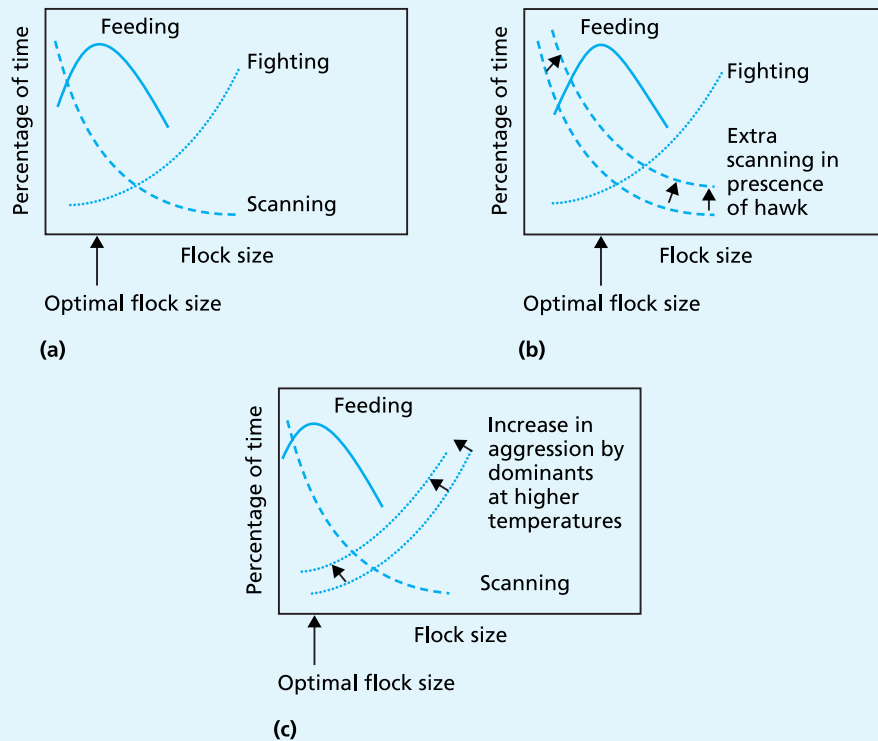 Percentage of time
Feeding
Fighting
Scanning
Flock size
Optimal flock size
(a)
Percentage of time
Feeding
Fighting
Extra
scanning in
prescence
of hawk
Flock size
Optimal flock size
(b)
Percentage of time
Feeding
Increase in
aggression by
dominants
at higher
temperatures
Scanning
Flock size
Optimal flock size
(c)